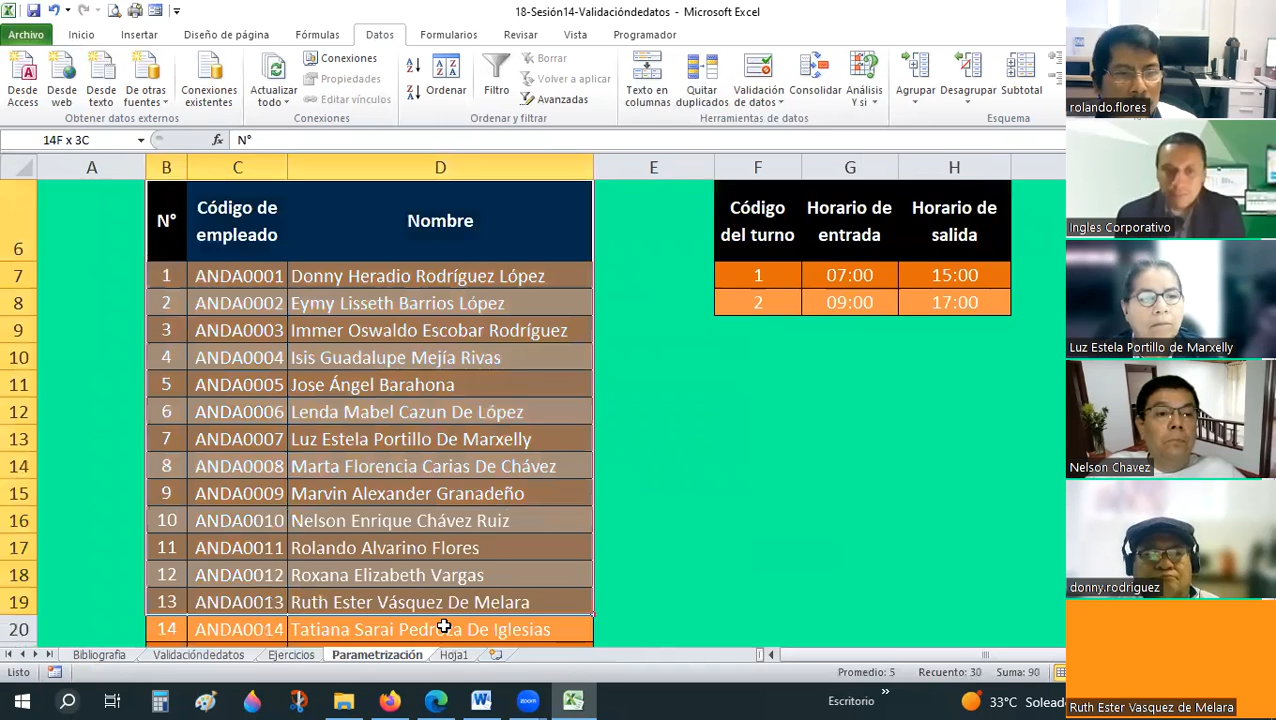 18-Sesión14-Validacióndedatos - Microsoft Excel
Archivo Inicio Insertar Diseño de página Fórmulas Datos Formularios Revisar Vista Programador
Desde Access
Desde web
Desde texto
De otras fuentes
Conexiones existentes
Obtener datos externos
Actualizar todo
Conexiones
Propiedades
Editar vínculos
Conexiones
Ordenar
Filtro
Borrar
Volver a aplicar
Avanzadas
Ordenar y filtrar
Texto en columnas
Quitar duplicados
Validación de datos
Consolidar
Análisis Y si
Herramientas de datos
Agrupar
Desagrupar
Subtotal
Esquema
14F x 3C fx N°
A B C D E F G H
6 N° Código de empleado Nombre Código del turno Horario de entrada Horario de salida
7 1 ANDA0001 Donny Heradio Rodríguez López 1 07:00 15:00
8 2 ANDA0002 Eymy Lisseth Barrios López 2 09:00 17:00
9 3 ANDA0003 Immer Oswaldo Escobar Rodríguez
10 4 ANDA0004 Isis Guadalupe Mejía Rivas
11 5 ANDA0005 Jose Ángel Barahona
12 6 ANDA0006 Lenda Mabel Cazun De López
13 7 ANDA0007 Luz Estela Portillo De Marxelly
14 8 ANDA0008 Marta Florencia Carias De Chávez
15 9 ANDA0009 Marvin Alexander Granadeño
16 10 ANDA0010 Nelson Enrique Chávez Ruiz
17 11 ANDA0011 Rolando Alvarino Flores
18 12 ANDA0012 Roxana Elizabeth Vargas
19 13 ANDA0013 Ruth Ester Vásquez De Melara
20 14 ANDA0014 Tatiana Sarai Pedroza De Iglesias
Bibliografia Validacióndedatos Ejercicios Parametrización Hoja1
Listo Promedio: 5 Recuento: 30 Suma: 90
Escritorio » 33°C Solead
rolando.flores
Ingles Corporativo
Luz Estela Portillo de Marxelly
Nelson Chavez
donny.rodriguez
Ruth Ester Vasquez de Melara